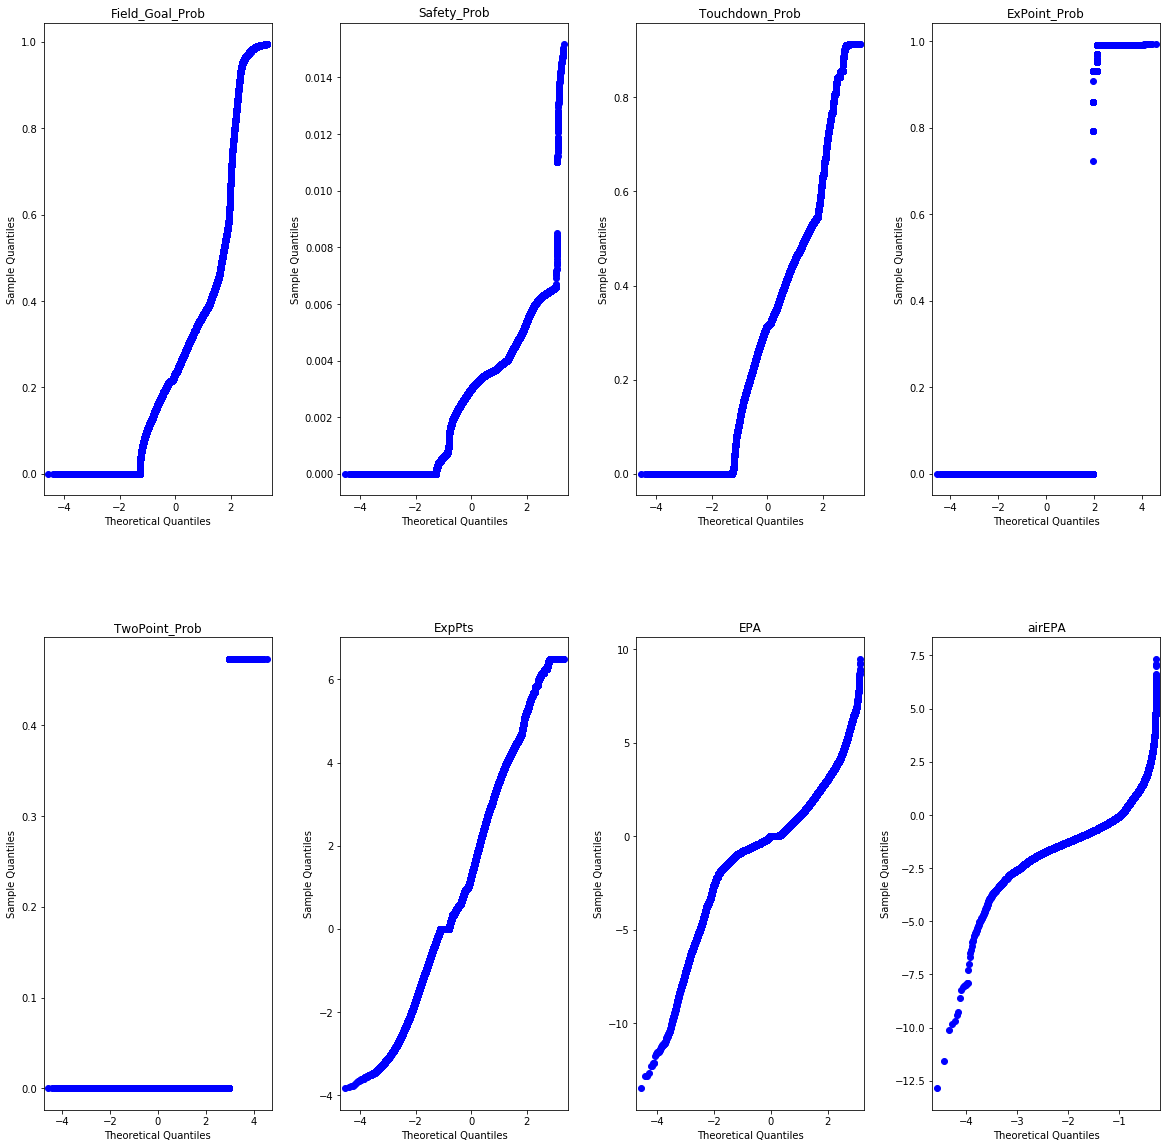 Field_Goal_Prob
Safety_Prob
Touchdown_Prob
ExPoint_Prob
Sample Quantiles
1.0
0.8
0.6
0.4
0.2
0.0
−4 −2 0 2
Theoretical Quantiles
Sample Quantiles
0.014
0.012
0.010
0.008
0.006
0.004
0.002
0.000
−4 −2 0 2
Theoretical Quantiles
Sample Quantiles
0.8
0.6
0.4
0.2
0.0
−4 −2 0 2
Theoretical Quantiles
Sample Quantiles
1.0
0.8
0.6
0.4
0.2
0.0
−4 −2 0 2 4
Theoretical Quantiles
TwoPoint_Prob
ExpPts
EPA
airEPA
Sample Quantiles
0.4
0.3
0.2
0.1
0.0
−4 −2 0 2 4
Theoretical Quantiles
Sample Quantiles
6
4
2
0
−2
−4
−4 −2 0 2
Theoretical Quantiles
Sample Quantiles
10
5
0
−5
−10
−4 −2 0 2
Theoretical Quantiles
Sample Quantiles
7.5
5.0
2.5
0.0
−2.5
−5.0
−7.5
−10.0
−12.5
−4 −3 −2 −1
Theoretical Quantiles